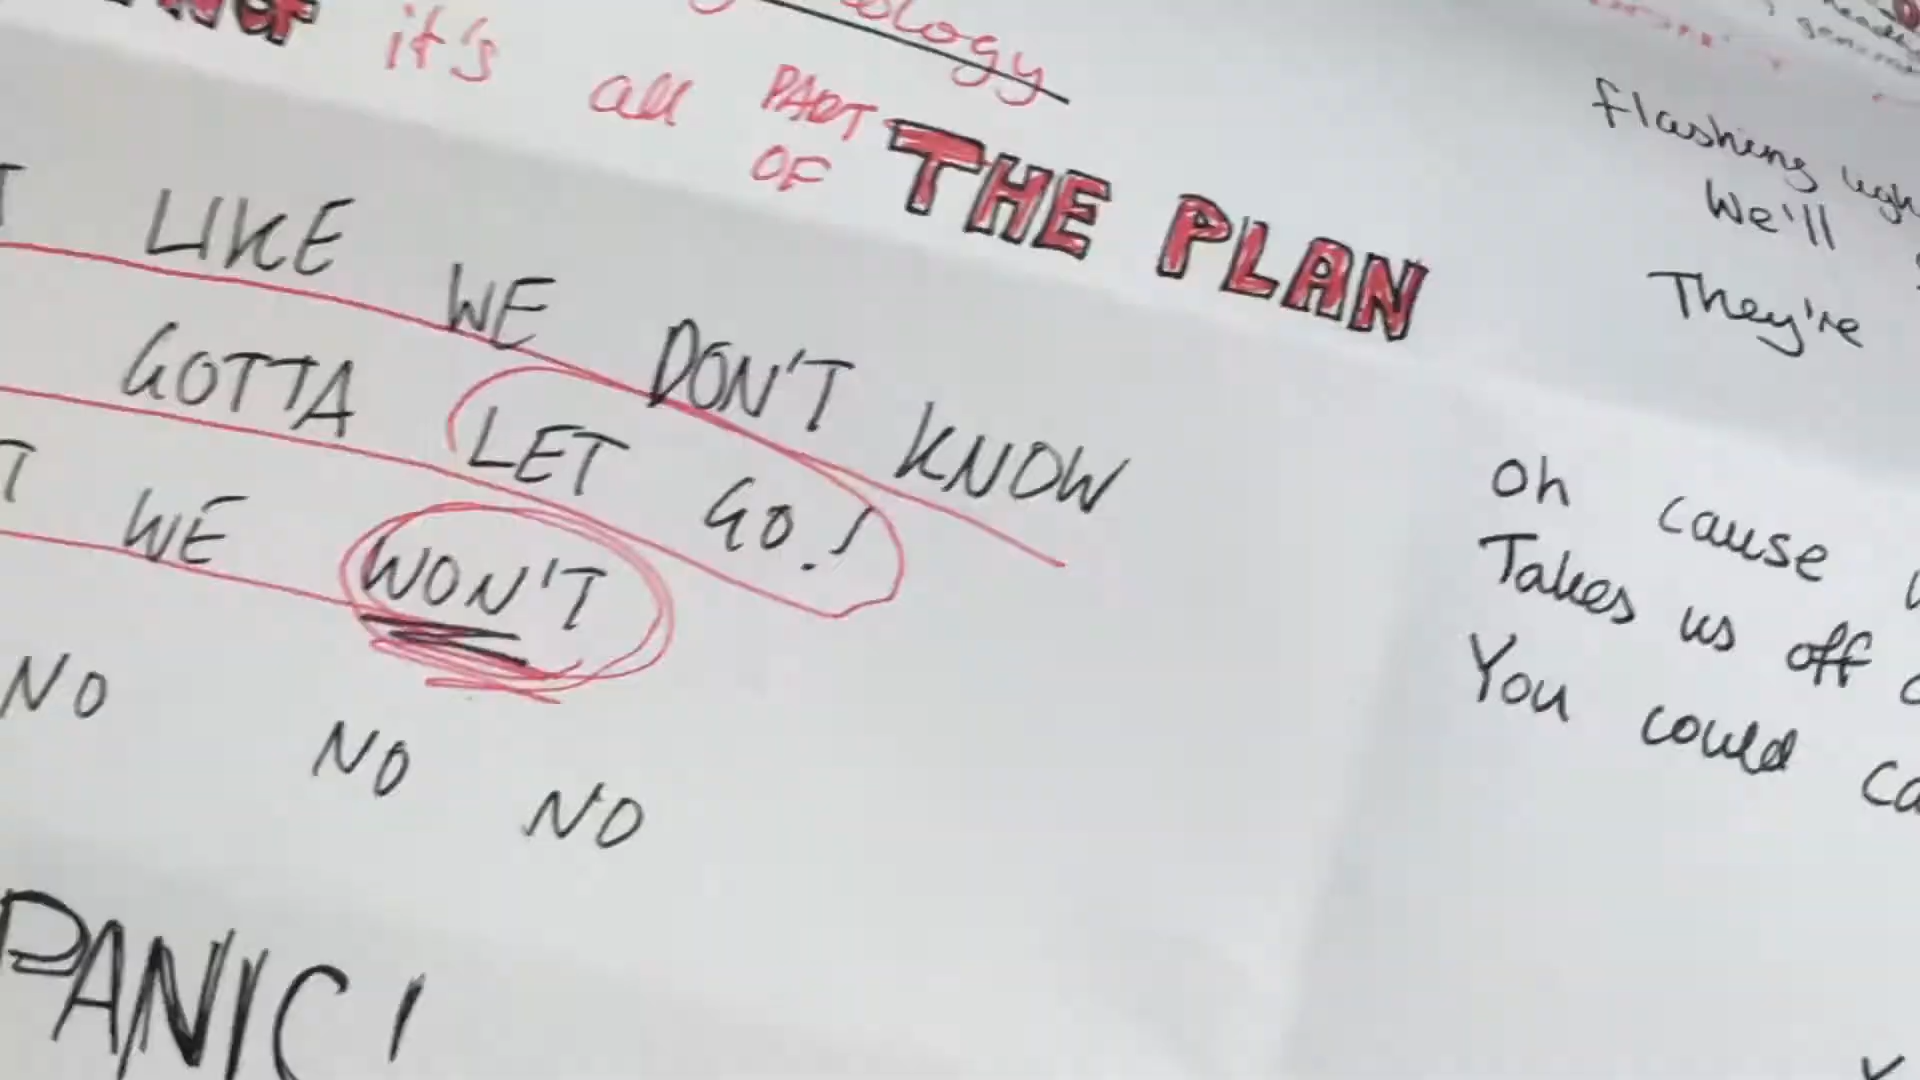 it's all PART OF THE PLAN
LIKE WE DON'T KNOW
GOTTA LET GO!
WE WON'T
NO NO NO
PANIC!
flashing
We'll
They're
Oh cause
Takes us off
You could